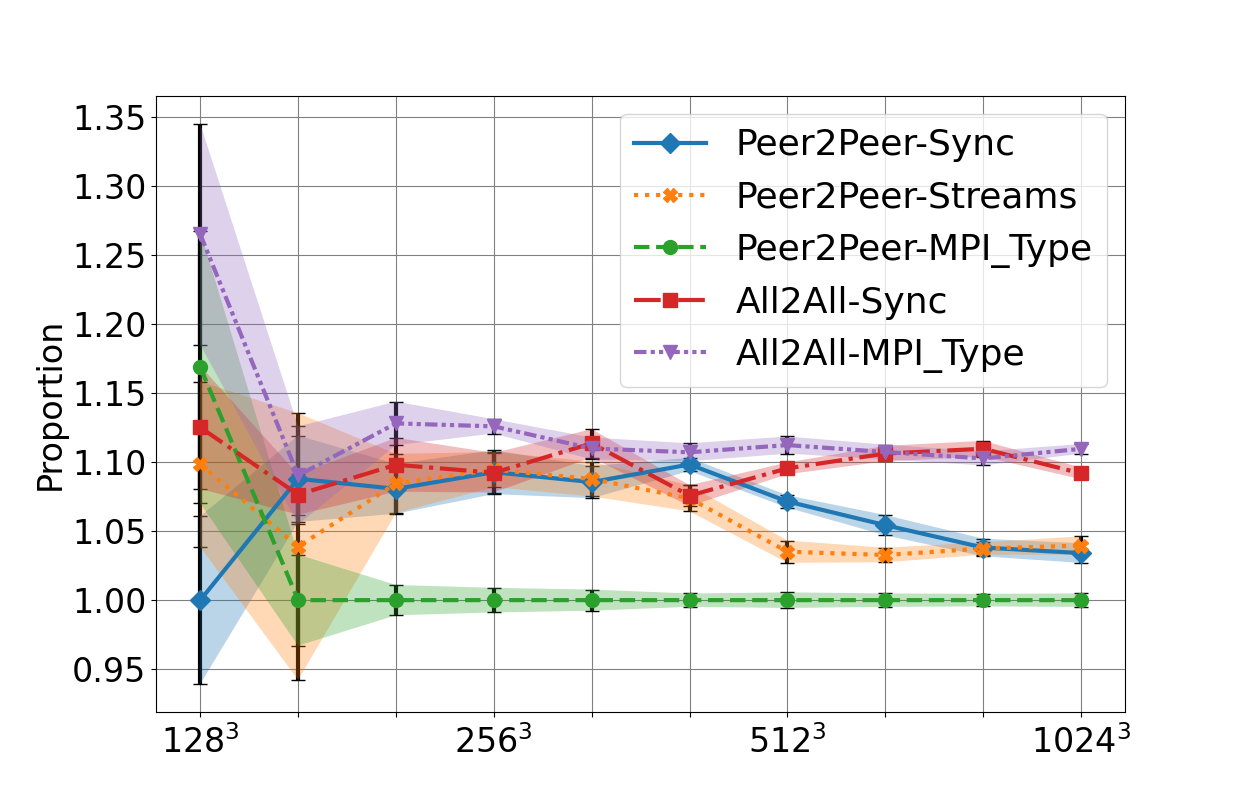 Proportion
1.35
1.30
1.25
1.20
1.15
1.10
1.05
1.00
0.95
Peer2Peer-Sync
Peer2Peer-Streams
Peer2Peer-MPI_Type
All2All-Sync
All2All-MPI_Type
128³ 256³ 512³ 1024³